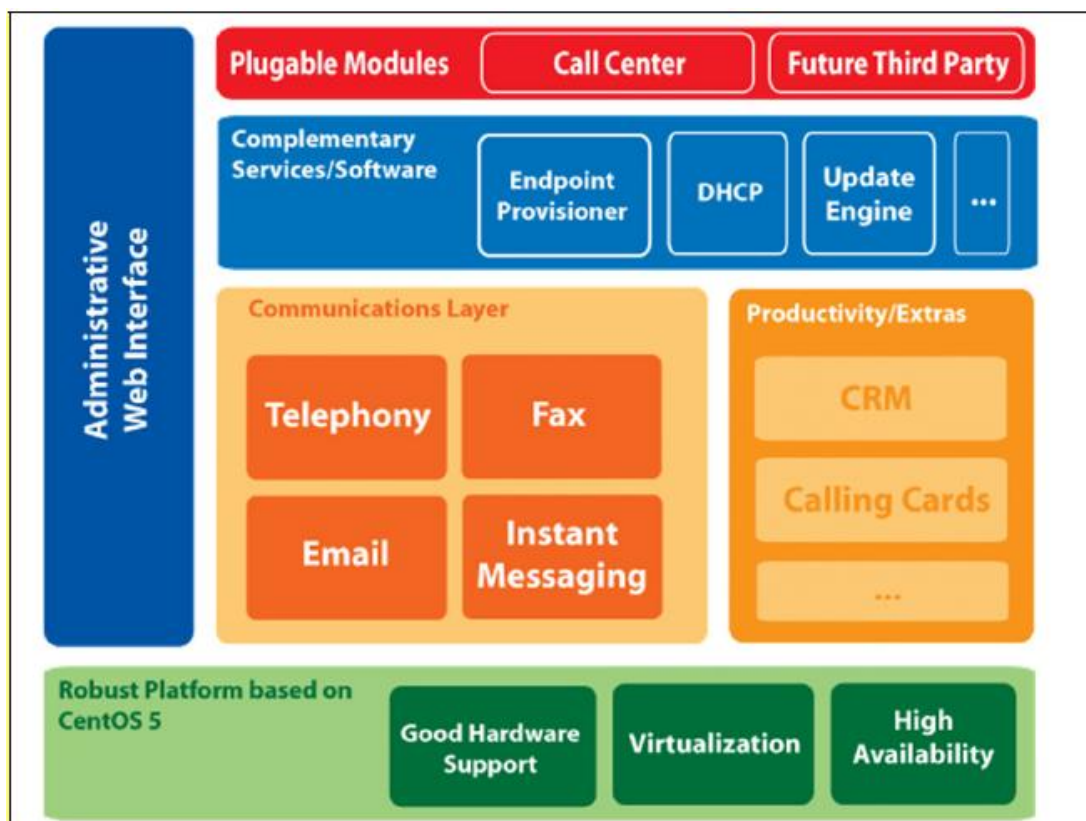 Administrative
Web Interface
Plugable Modules
Call Center
Future Third Party
Complementary
Services/Software
Endpoint
Provisioner
DHCP
Update
Engine
...
Communications Layer
Telephony
Fax
Email
Instant
Messaging
Productivity/Extras
CRM
Calling Cards
...
Robust Platform based on
CentOS 5
Good Hardware
Support
Virtualization
High
Availability